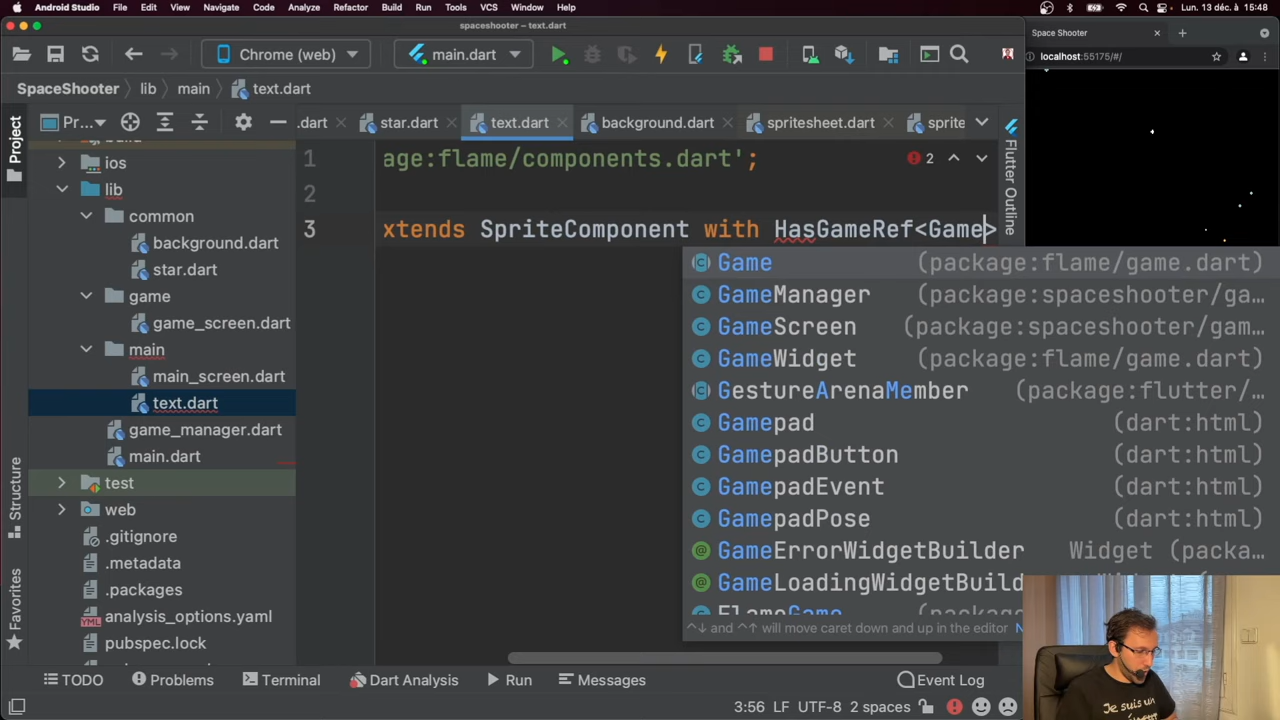 Android Studio File Edit View Navigate Code Analyze Refactor Build Run Tools VCS Window Help Lun. 13 déc. à 15:48
spaceshooter – text.dart
Space Shooter
Chrome (web) main.dart
localhost:55175/#/
SpaceShooter lib main text.dart
Pr... .dart star.dart text.dart background.dart spritesheet.dart sprite
Project
ios
lib
common
background.dart
star.dart
game
game_screen.dart
main
main_screen.dart
text.dart
game_manager.dart
main.dart
test
web
.gitignore
.metadata
.packages
analysis_options.yaml
pubspec.lock
Structure
Favorites
1 age:flame/components.dart'; 2
2
3 xtends SpriteComponent with HasGameRef<Game>
Flutter Outline
Game (package:flame/game.dart)
GameManager (package:spaceshooter/ga...
GameScreen (package:spaceshooter/gam...
GameWidget (package:flame/game.dart)
GestureArenaMember (package:flutter/...
Gamepad (dart:html)
GamepadButton (dart:html)
GamepadEvent (dart:html)
GamepadPose (dart:html)
GameErrorWidgetBuilder Widget (packa...
GameLoadingWidgetBuild
FlameGame
^↓ and ^↑ will move caret down and up in the editor N
Je suis un
TODO Problems Terminal Dart Analysis Run Messages Event Log
3:56 LF UTF-8 2 spaces